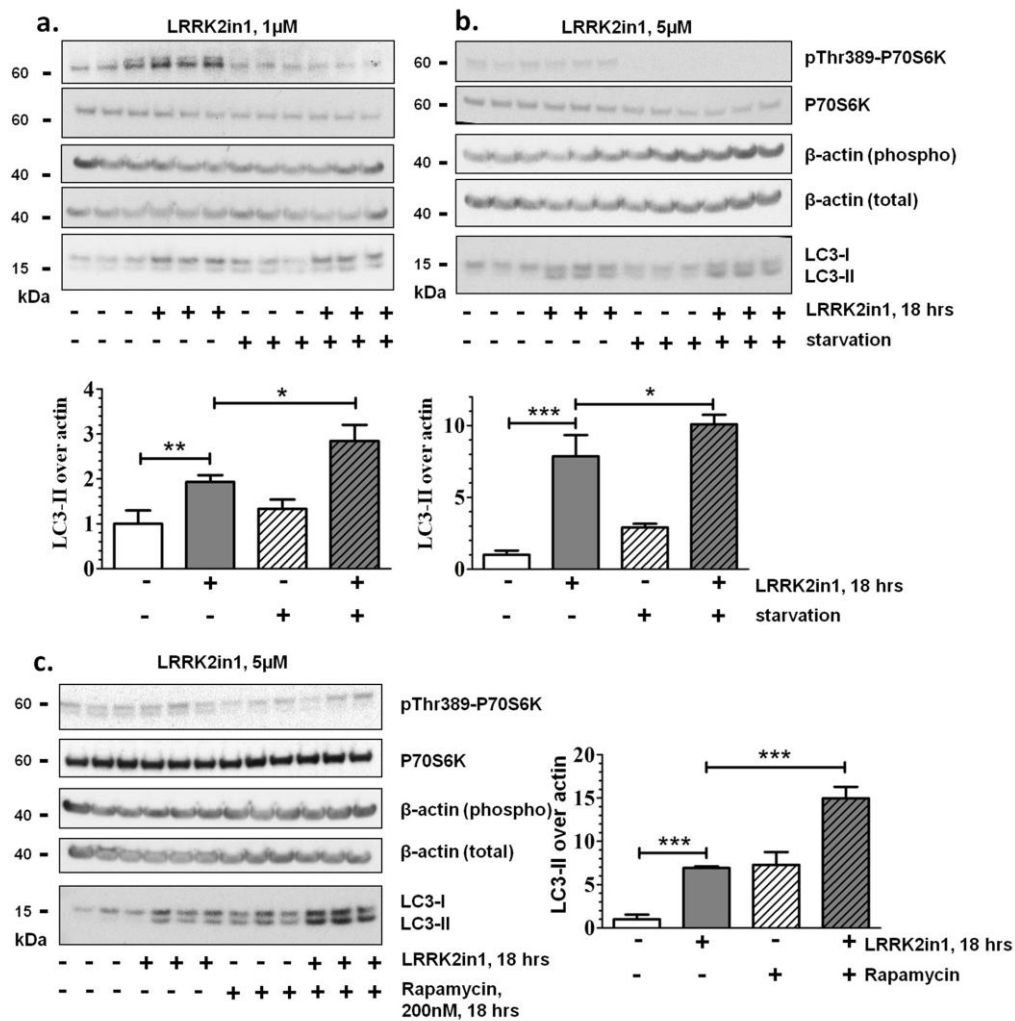 a.
LRRK2in1, 1µM
60
60
40
40
15
kDa
- - - + + + - - - + + +
- - - - - - + + + + + +
b.
LRRK2in1, 5µM
60
60
40
40
15
kDa
pThr389-P70S6K
P70S6K
β-actin (phospho)
β-actin (total)
LC3-I
LC3-II
- - - + + + - - - + + + LRRK2in1, 18 hrs
- - - - - - + + + + + + starvation
LC3-II over actin
4
3
2
1
0
**
*
- + - +
- - + +
LC3-II over actin
10
5
0
***
*
- + - + LRRK2in1, 18 hrs
- - + + starvation
c.
LRRK2in1, 5µM
60
pThr389-P70S6K
60
P70S6K
40
β-actin (phospho)
40
β-actin (total)
15
LC3-I
LC3-II
kDa
- - - + + + - - - + + + LRRK2in1, 18 hrs
- - - - - - + + + + + + Rapamycin,
200nM, 18 hrs
LC3-II over actin
20
15
10
5
0
***
***
- + - + LRRK2in1, 18 hrs
- - + + Rapamycin